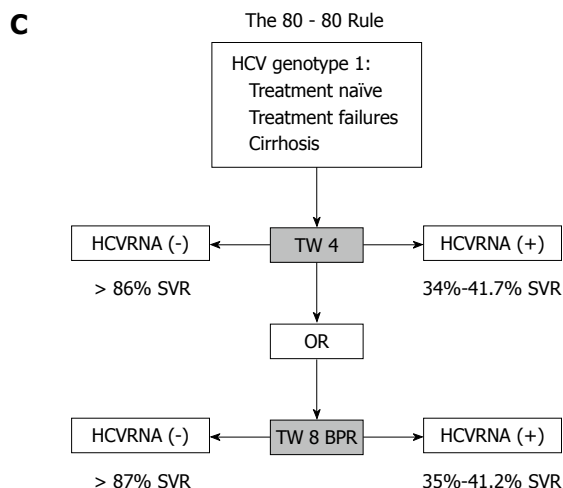 C
The 80 - 80 Rule
HCV genotype 1:
Treatment naïve
Treatment failures
Cirrhosis
HCVRNA (-)
TW 4
HCVRNA (+)
> 86% SVR
34%-41.7% SVR
OR
HCVRNA (-)
TW 8 BPR
HCVRNA (+)
> 87% SVR
35%-41.2% SVR